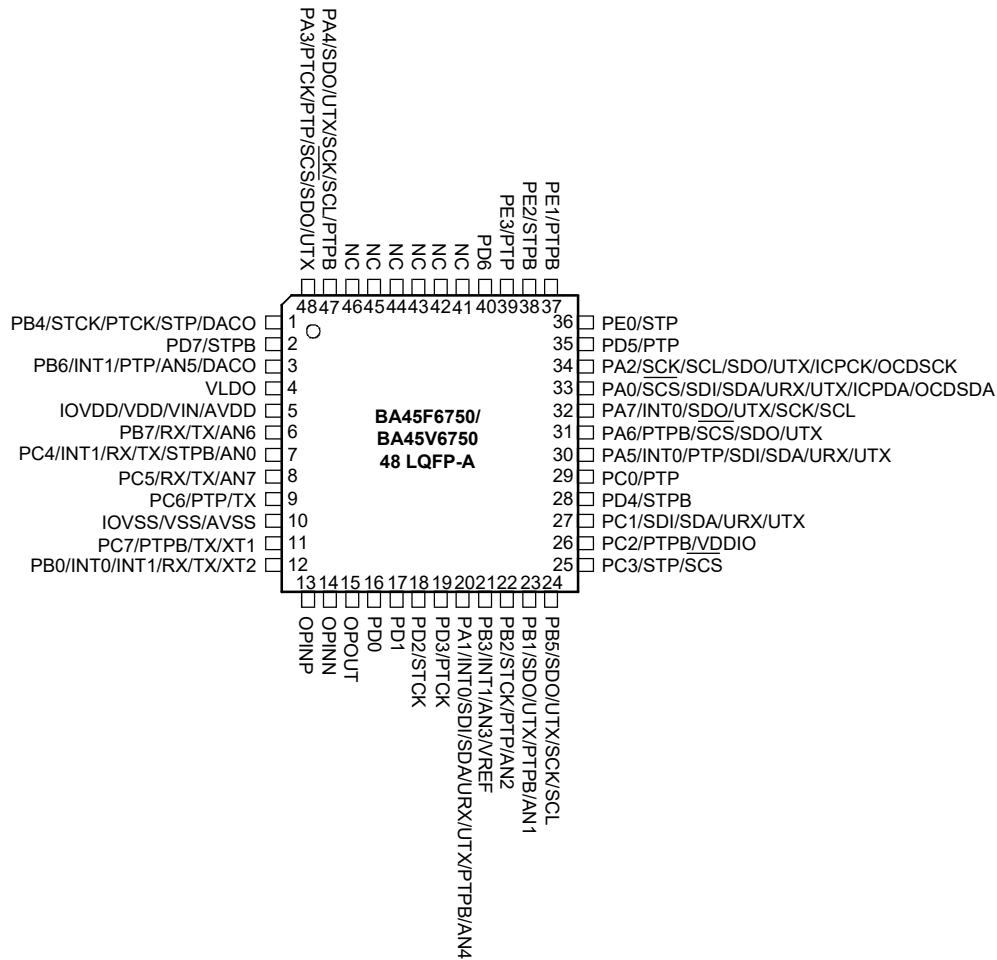 PA3/PTCK/PTP/SCS/SDO/UTX
PA4/SDO/UTX/SCK/SCL/PTPB
NC
NC
NC
NC
NC
NC
PD6
PE3/PTP
PE2/STPB
PE1/PTPB
48 47 46 45 44 43 42 41 40 39 38 37
PB4/STCK/PTCK/STP/DACO 1
PD7/STPB 2
PB6/INT1/PTP/AN5/DACO 3
VLDO 4
IOVDD/VDD/VIN/AVDD 5
PB7/RX/TX/AN6 6
PC4/INT1/RX/TX/STPB/AN0 7
PC5/RX/TX/AN7 8
PC6/PTP/TX 9
IOVSS/VSS/AVSS 10
PC7/PTPB/TX/XT1 11
PB0/INT0/INT1/RX/TX/XT2 12
BA45F6750/
BA45V6750
48 LQFP-A
36 PE0/STP
35 PD5/PTP
34 PA2/SCK/SCL/SDO/UTX/ICPCK/OCDSCK
33 PA0/SCS/SDI/SDA/URX/UTX/ICPDA/OCDSDA
32 PA7/INT0/SDO/UTX/SCK/SCL
31 PA6/PTPB/SCS/SDO/UTX
30 PA5/INT0/PTP/SDI/SDA/URX/UTX
29 PC0/PTP
28 PD4/STPB
27 PC1/SDI/SDA/URX/UTX
26 PC2/PTPB/VDDIO
25 PC3/STP/SCS
13 14 15 16 17 18 19 20 21 22 23 24
OPINP
OPINN
OPOUT
PD0
PD1
PD2/STCK
PD3/PTCK
PA1/INT0/SDI/SDA/URX/UTX/PTPB/AN4
PB3/INT1/AN3/VREF
PB2/STCK/PTP/AN2
PB1/SDO/UTX/PTPB/AN1
PB5/SDO/UTX/SCK/SCL